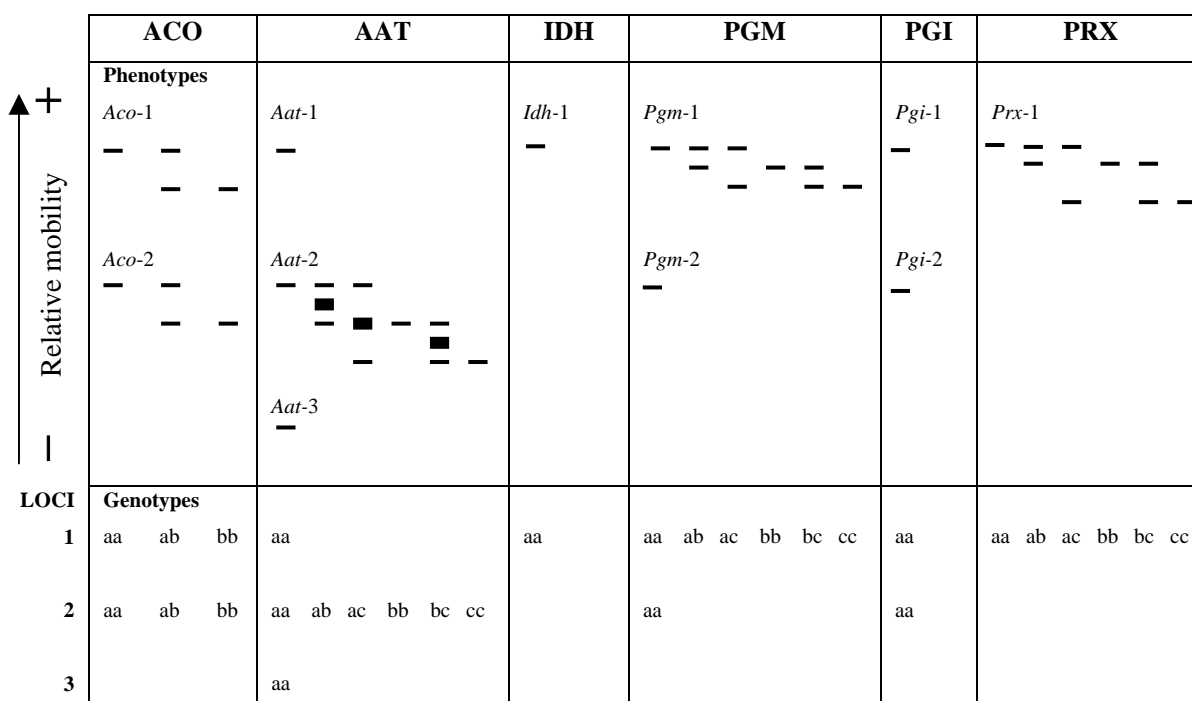 ACO AAT IDH PGM PGI PRX
Phenotypes
+
Aco-1 Aat-1 Idh-1 Pgm-1 Pgi-1 Prx-1
Relative mobility
Aco-2 Aat-2 Pgm-2 Pgi-2
Aat-3
–
LOCI Genotypes
1 aa ab bb aa aa aa ab ac bb bc cc aa aa ab ac bb bc cc
2 aa ab bb aa ab ac bb bc cc aa aa
3 aa